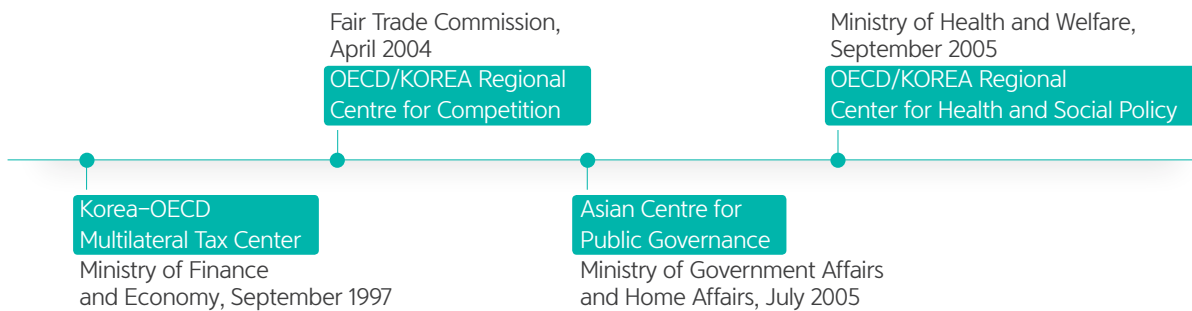 Fair Trade Commission,
April 2004
OECD/KOREA Regional
Centre for Competition
Ministry of Health and Welfare,
September 2005
OECD/KOREA Regional
Center for Health and Social Policy
Korea-OECD
Multilateral Tax Center
Ministry of Finance
and Economy, September 1997
Asian Centre for
Public Governance
Ministry of Government Affairs
and Home Affairs, July 2005